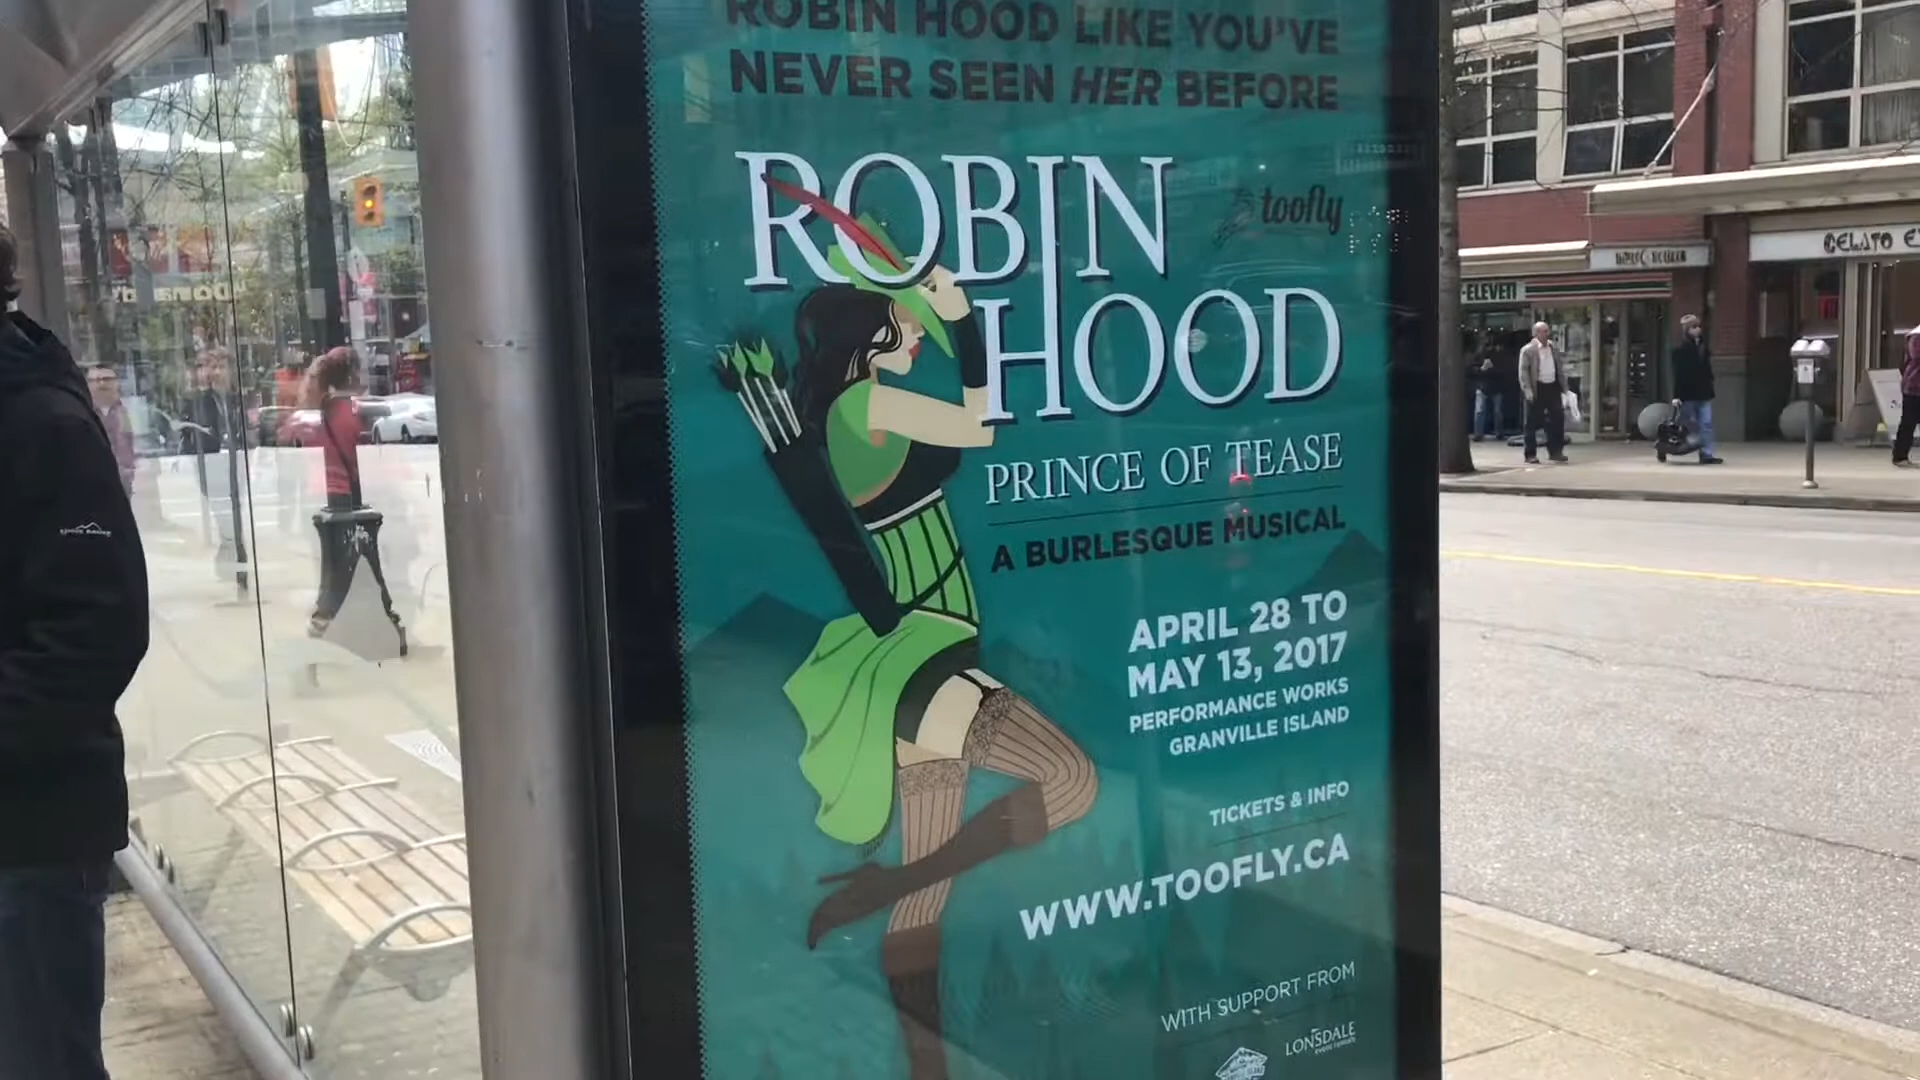 ROBIN HOOD LIKE YOU'VE
NEVER SEEN HER BEFORE
ROBIN
HOOD
toofly
PRINCE OF TEASE
A BURLESQUE MUSICAL
APRIL 28 TO
MAY 13, 2017
PERFORMANCE WORKS
GRANVILLE ISLAND
TICKETS & INFO
WWW.TOOFLY.CA
WITH SUPPORT FROM
LONSDALE
-ELEVEN
GELATO E